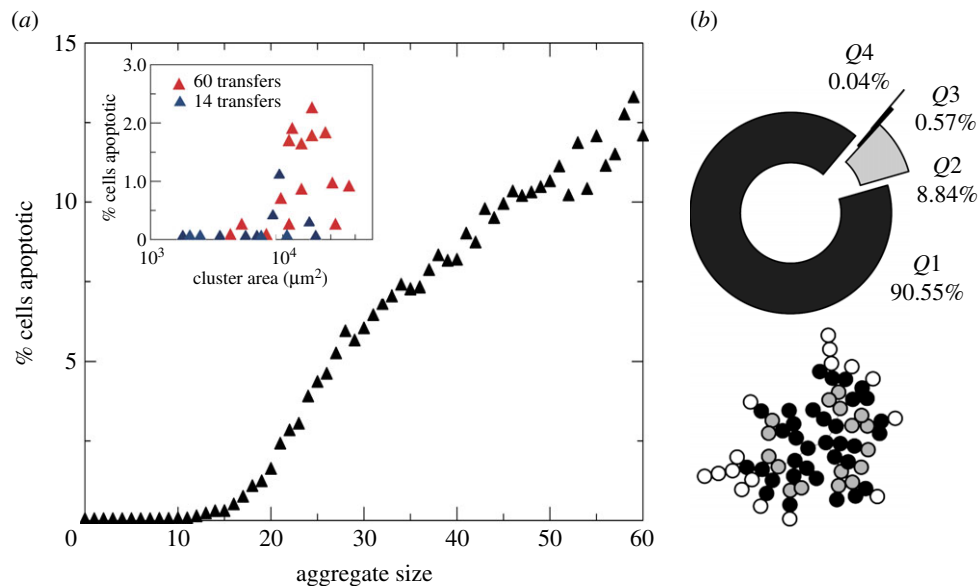 (a)
15
10
5
0
% cells apoptotic
0
10
20
30
40
50
60
aggregate size
3.0
2.0
1.0
0
% cells apoptotic
60 transfers
14 transfers
10³
10⁴
cluster area (μm²)
(b)
Q4
0.04%
Q3
0.57%
Q2
8.84%
Q1
90.55%